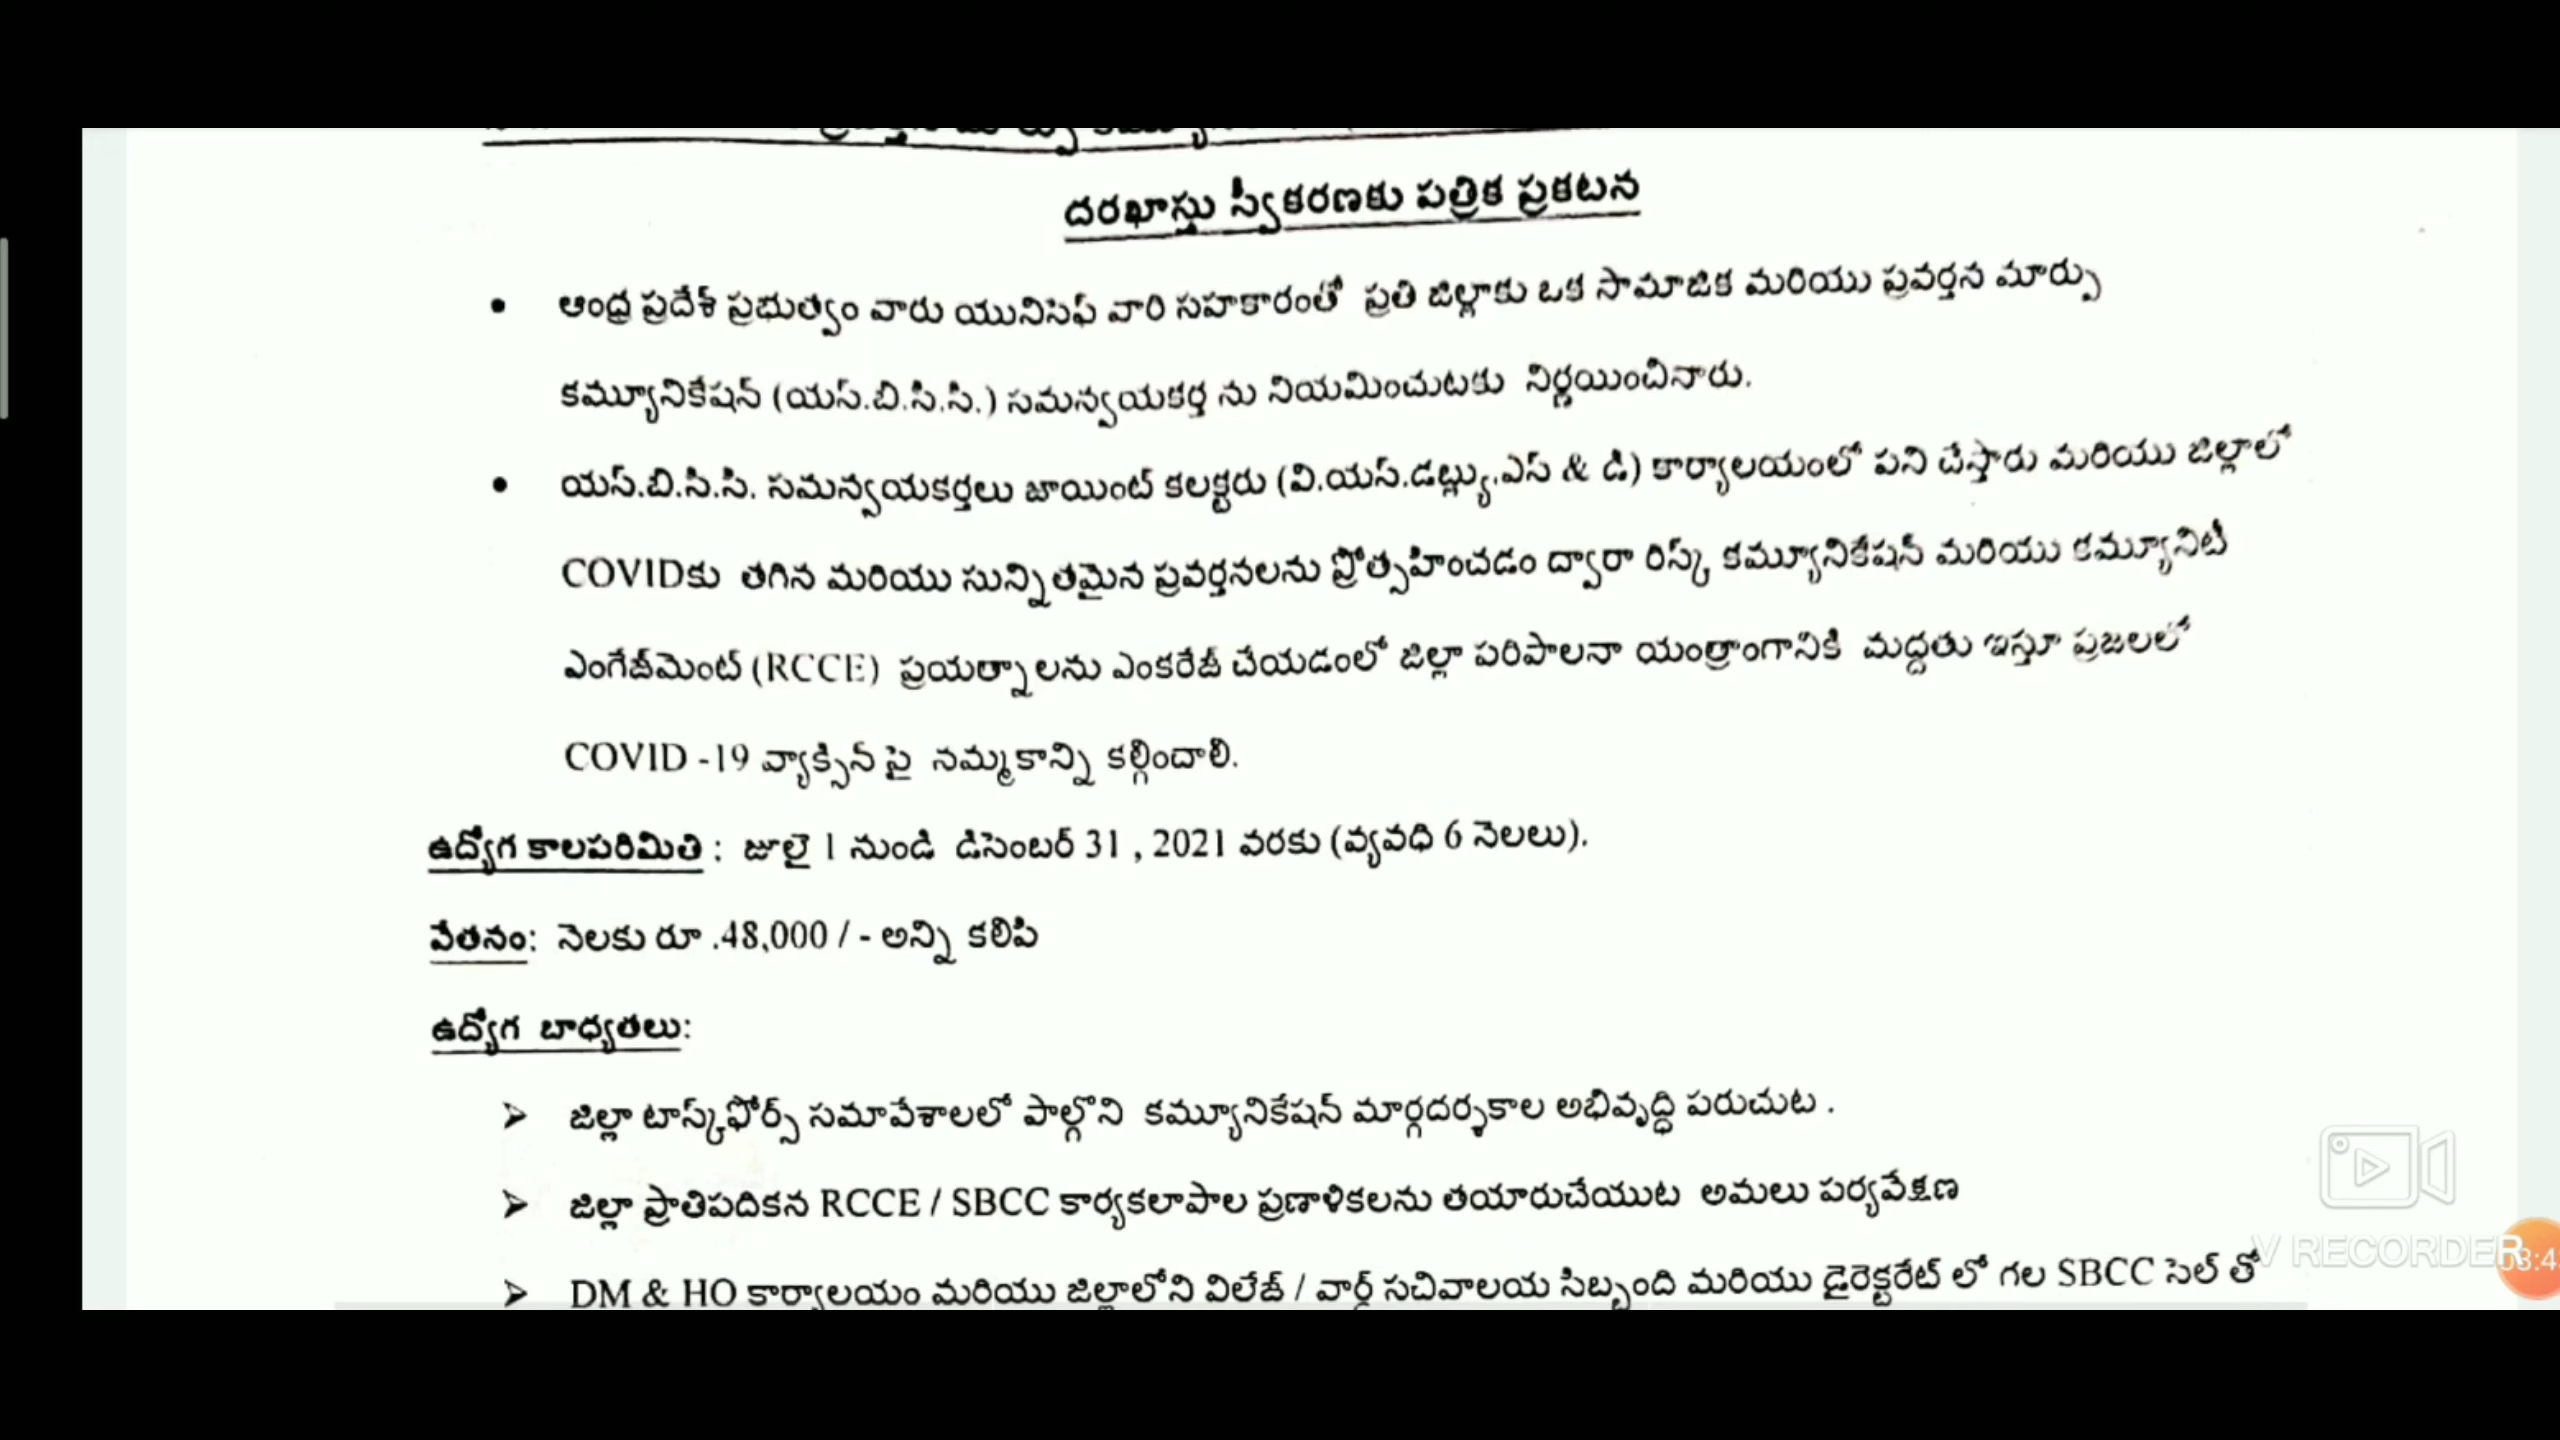 దరఖాస్తు స్వీకరణకు పత్రిక ప్రకటన
• ఆంధ్ర ప్రదేశ్ ప్రభుత్వం వారు యునిసెఫ్ వారి సహకారంతో ప్రతి జిల్లాకు ఒక సామాజిక మరియు ప్రవర్తన మార్పు
కమ్యూనికేషన్ (యస్.బి.సి.సి.) సమన్వయకర్త ను నియమించుటకు నిర్ణయించినారు.
• యస్.బి.సి.సి. సమన్వయకర్తలు జాయింట్ కలక్టరు (వి.యస్.డబ్ల్యు.ఎస్ & డి) కార్యాలయంలో పని చేస్తారు మరియు జిల్లాలో
COVIDకు తగిన మరియు సున్నితమైన ప్రవర్తనలను ప్రోత్సహించడం ద్వారా రిస్క్ కమ్యూనికేషన్ మరియు కమ్యూనిటీ
ఎంగేజ్‌మెంట్ (RCCE) ప్రయత్నాలను ఎంకరేజ్ చేయడంలో జిల్లా పరిపాలనా యంత్రాంగానికి మద్దతు ఇస్తూ ప్రజలలో
COVID -19 వ్యాక్సిన్ పై నమ్మకాన్ని కల్గించాలి.
ఉద్యోగ కాలపరిమితి : జూలై 1 నుండి డిసెంబర్ 31 , 2021 వరకు (వ్యవధి 6 నెలలు).
వేతనం: నెలకు రూ .48,000 / - అన్ని కలిపి
ఉద్యోగ బాధ్యతలు:
➢ జిల్లా టాస్క్‌ఫోర్స్ సమావేశాలలో పాల్గొని కమ్యూనికేషన్ మార్గదర్శకాల అభివృద్ధి పరుచుట .
➢ జిల్లా ప్రాతిపదికన RCCE / SBCC కార్యకలాపాల ప్రణాళికలను తయారుచేయుట అమలు పర్యవేక్షణ
➢ DM & HO కార్యాలయం మరియు జిల్లాలోని విలేజ్ / వార్డ్ సచివాలయ సిబ్బంది మరియు డైరెక్టరేట్ లో గల SBCC సెల్ తో
V RECORDER